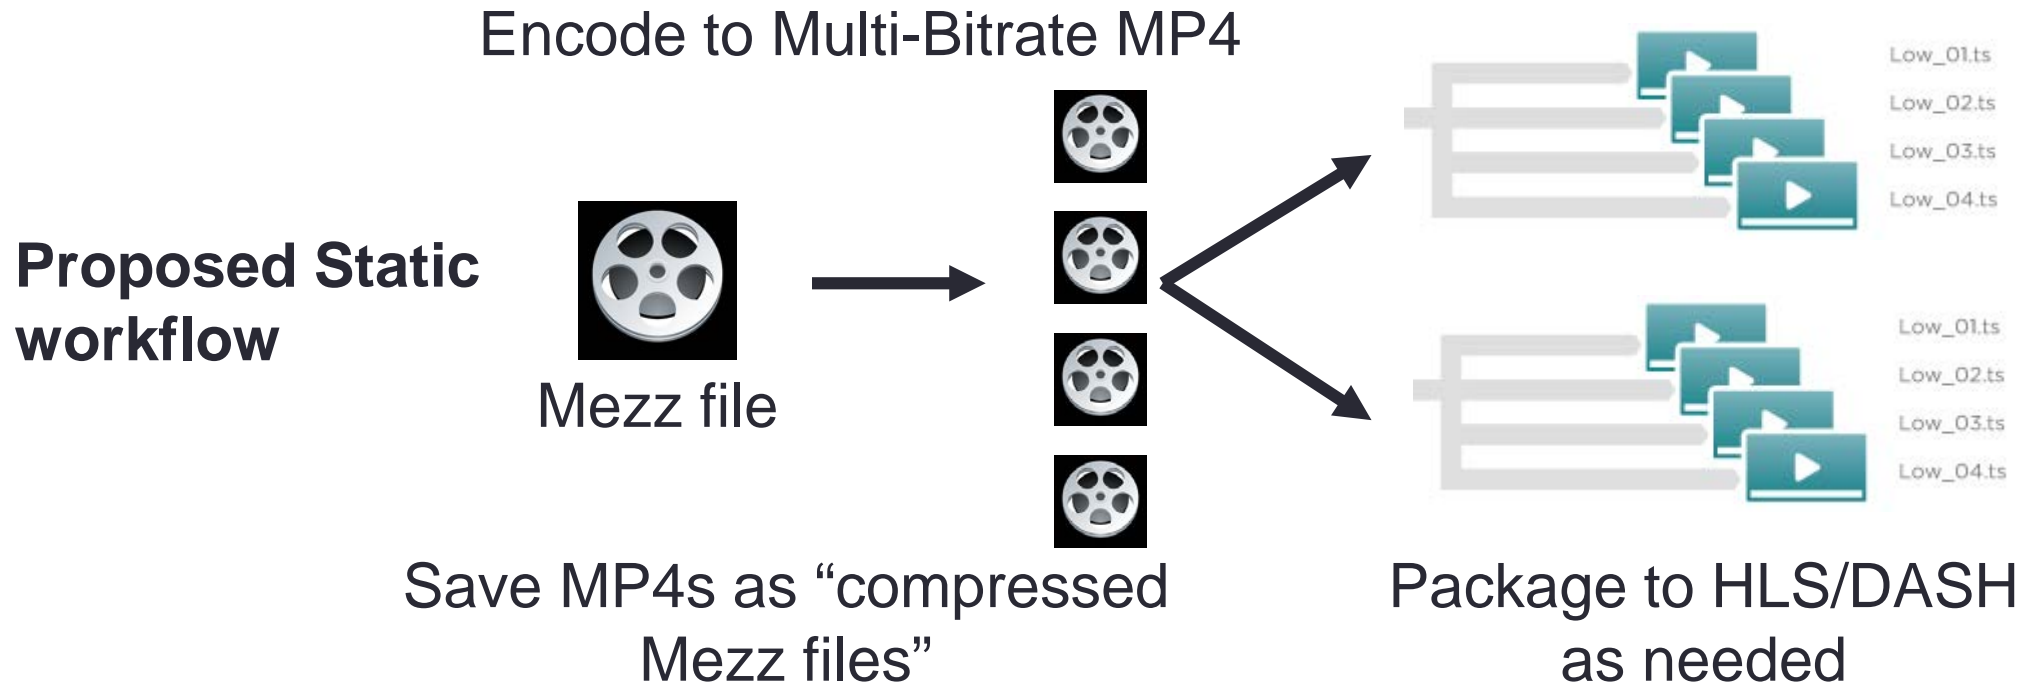 Encode to Multi-Bitrate MP4
Low_01.ts
Low_02.ts
Low_03.ts
Low_04.ts
Proposed Static
workflow
Mezz file
Low_01.ts
Low_02.ts
Low_03.ts
Low_04.ts
Save MP4s as “compressed
Mezz files”
Package to HLS/DASH
as needed